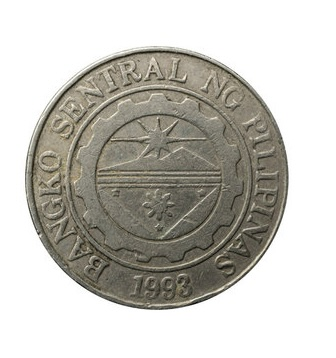 BANGKO SENTRAL NG PILIPINAS
1993